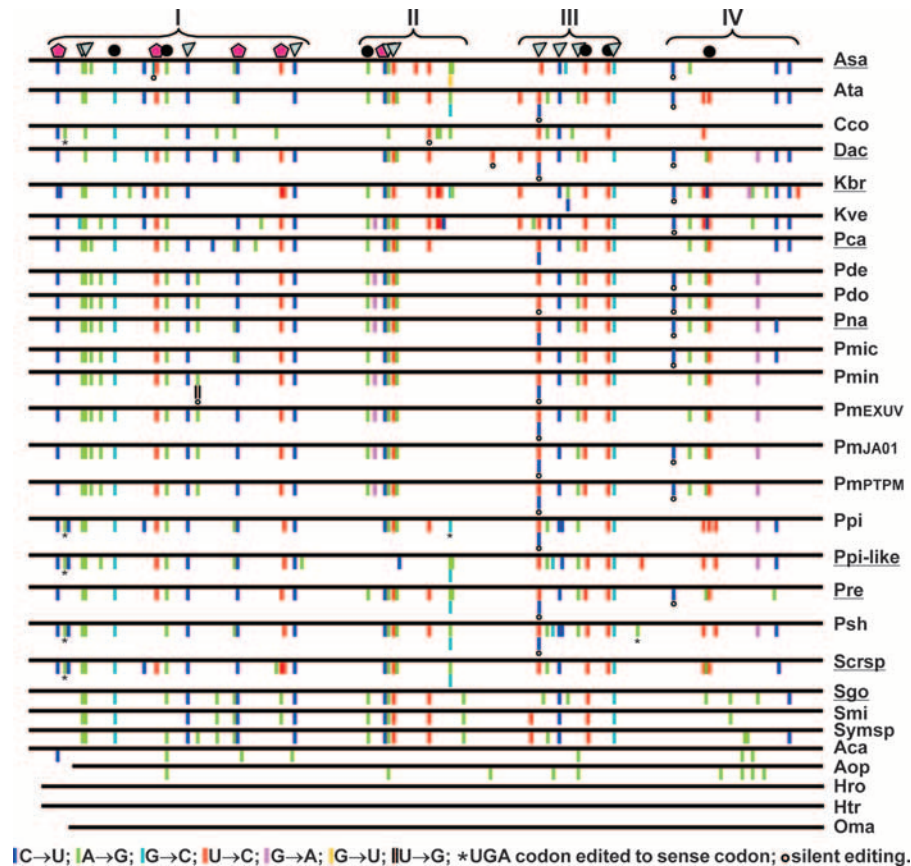 I II III IV
Asa
Ata
Cco
Dac
Kbr
Kve
Pca
Pde
Pdo
Pna
Pmic
Pmin
PmEXUV
PmJA01
PmPTPM
Ppi
Ppi-like
Pre
Psh
Scrsp
Sgo
Smi
Symsp
Aca
Aop
Hro
Htr
Oma
C→U; A→G; G→C; U→C; G→A; G→U; U→G; *UGA codon edited to sense codon; silent editing